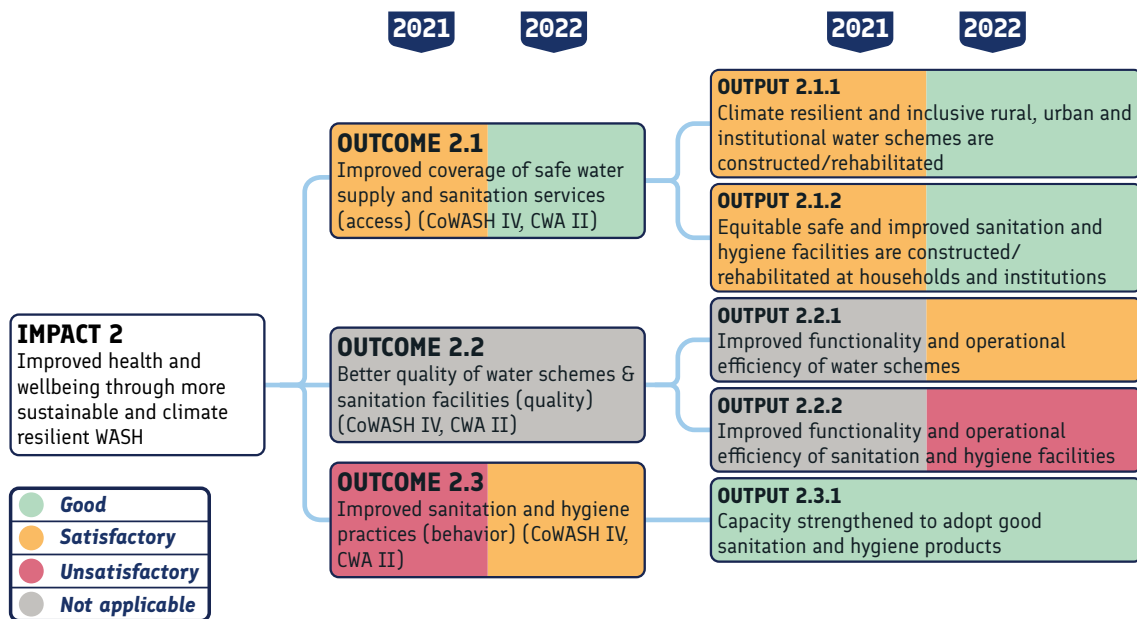 2021
2022
2021
2022
IMPACT 2
Improved health and
wellbeing through more
sustainable and climate
resilient WASH
OUTCOME 2.1
Improved coverage of safe water
supply and sanitation services
(access) (CoWASH IV, CWA II)
OUTPUT 2.1.1
Climate resilient and inclusive rural, urban and
institutional water schemes are
constructed/rehabilitated
OUTPUT 2.1.2
Equitable safe and improved sanitation and
hygiene facilities are constructed/
rehabilitated at households and institutions
OUTCOME 2.2
Better quality of water schemes &
sanitation facilities (quality)
(CoWASH IV, CWA II)
OUTPUT 2.2.1
Improved functionality and operational
efficiency of water schemes
OUTPUT 2.2.2
Improved functionality and operational
efficiency of sanitation and hygiene facilities
OUTCOME 2.3
Improved sanitation and hygiene
practices (behavior) (CoWASH IV,
CWA II)
OUTPUT 2.3.1
Capacity strengthened to adopt good
sanitation and hygiene products
Good
Satisfactory
Unsatisfactory
Not applicable